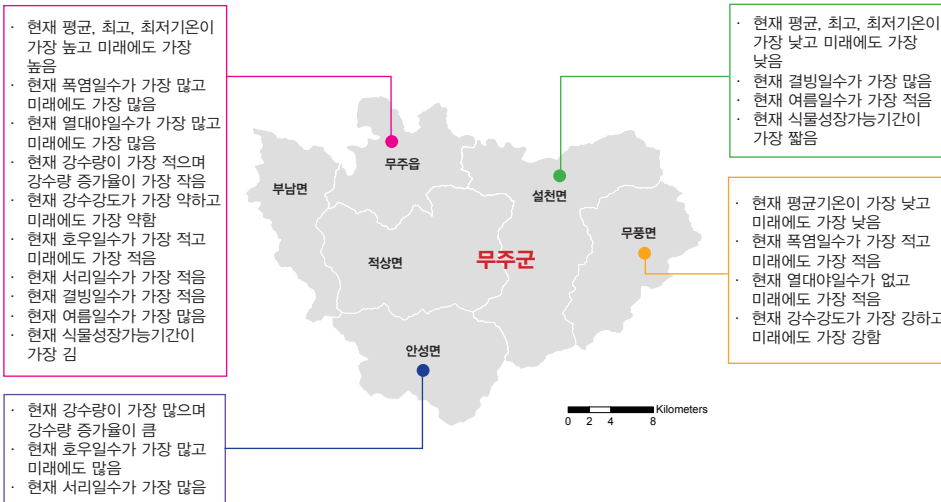 · 현재 평균, 최고, 최저기온이
가장 높고 미래에도 가장
높음
· 현재 폭염일수가 가장 많고
미래에도 가장 많음
· 현재 열대야일수가 가장 많고
미래에도 가장 많음
· 현재 강수량이 가장 적으며
강수량 증가율이 가장 작음
· 현재 강수강도가 가장 약하고
미래에도 가장 약함
· 현재 호우일수가 가장 적고
미래에도 가장 적음
· 현재 서리일수가 가장 적음
· 현재 결빙일수가 가장 적음
· 현재 여름일수가 가장 많음
· 현재 식물성장가능기간이
가장 김
· 현재 강수량이 가장 많으며
강수량 증가율이 큼
· 현재 호우일수가 가장 많고
미래에도 많음
· 현재 서리일수가 가장 많음
무주읍
부남면
설천면
무풍면
적상면
무주군
안성면
Kilometers
0 2 4 8
· 현재 평균, 최고, 최저기온이
가장 낮고 미래에도 가장
낮음
· 현재 결빙일수가 가장 많음
· 현재 여름일수가 가장 적음
· 현재 식물성장가능기간이
가장 짧음
· 현재 평균기온이 가장 낮고
미래에도 가장 낮음
· 현재 폭염일수가 가장 적고
미래에도 가장 적음
· 현재 열대야일수가 없고
미래에도 가장 적음
· 현재 강수강도가 가장 강하고
미래에도 가장 강함